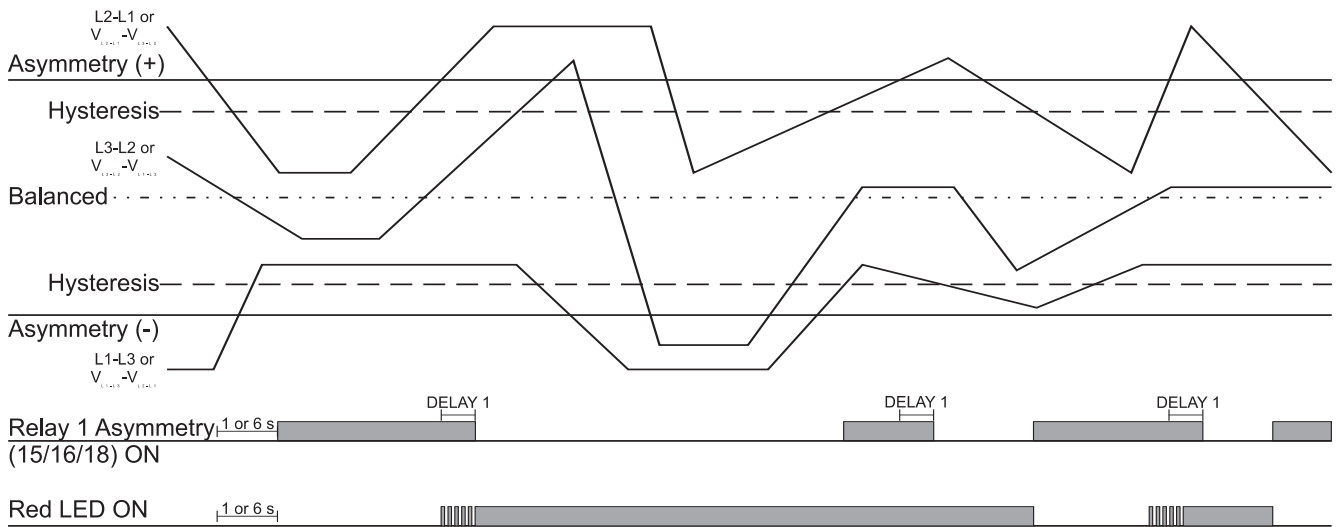 L2-L1 or
V -V
Asymmetry (+)
Hysteresis
L3-L2 or
V -V
Balanced
Hysteresis
Asymmetry (-)
L1-L3 or
V -V
DELAY 1 DELAY 1 DELAY 1
Relay 1 Asymmetry 1 or 6 s
(15/16/18) ON
Red LED ON 1 or 6 s